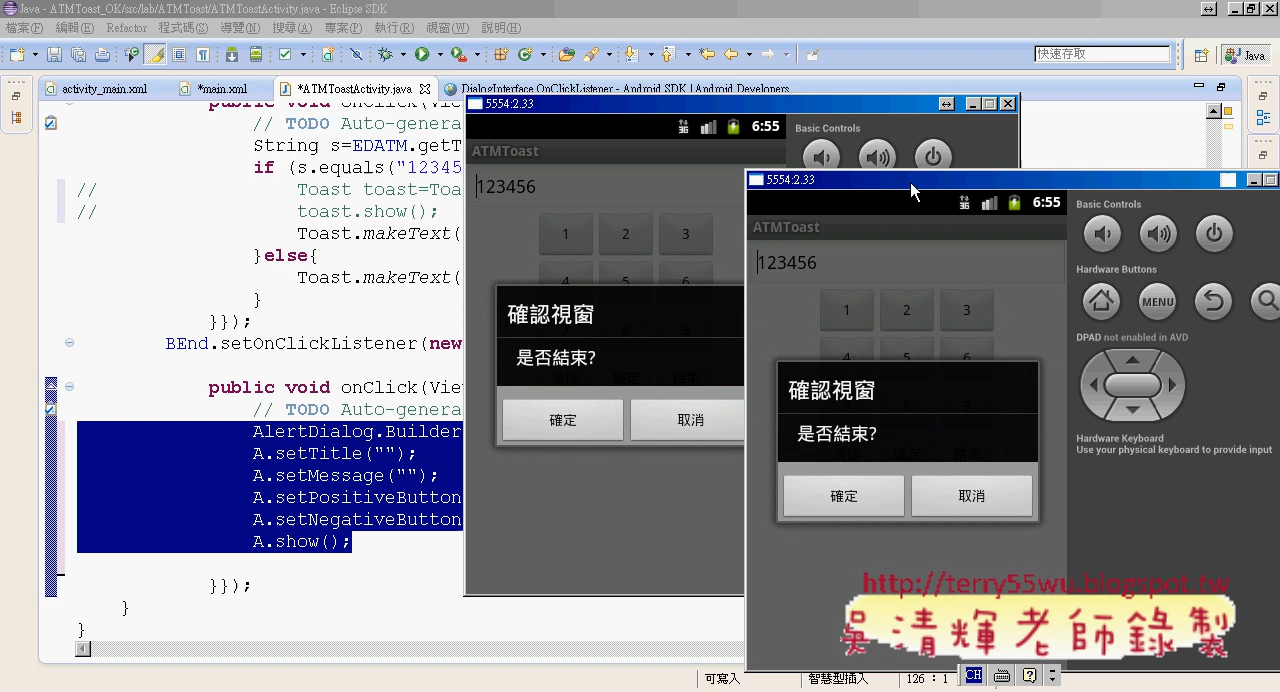 Java - ATMToast_OK/src/lab/ATMToast/ATMToastActivity.java - Eclipse SDK
檔案(F) 編輯(E) Refactor 程式碼(S) 導覽(N) 搜尋(A) 專案(P) 執行(R) 視窗(W) 說明(H)
快速存取
Java
activity_main.xml
*main.xml
*ATMToastActivity.java
DialogInterface.OnClickListener - Android SDK | Android Developers
public void onClick(Vie
// TODO Auto-genera
String s=EDATM.getT
if (s.equals("12345
// Toast toast=Toa
// toast.show();
Toast.makeText(
}else{
Toast.makeText(
}
}});
BEnd.setOnClickListener(new
public void onClick(Vie
// TODO Auto-genera
AlertDialog.Builder
A.setTitle("");
A.setMessage("");
A.setPositiveButton
A.setNegativeButton
A.show();
}});
}
}
5554:2.33
3G 6:55
ATMToast
123456
1 2 3
4 5 6
確認視窗
是否結束?
確定 取消
Basic Controls
5554:2.33
3G 6:55
ATMToast
123456
1 2 3
4 5 6
確認視窗
是否結束?
確定 取消
Basic Controls
Hardware Buttons
MENU
DPAD not enabled in AVD
Hardware Keyboard
Use your physical keyboard to provide input
http://terry55wu.blogspot.tw
吳清輝老師錄製
可寫入 智慧型插入 126 : 1
CH